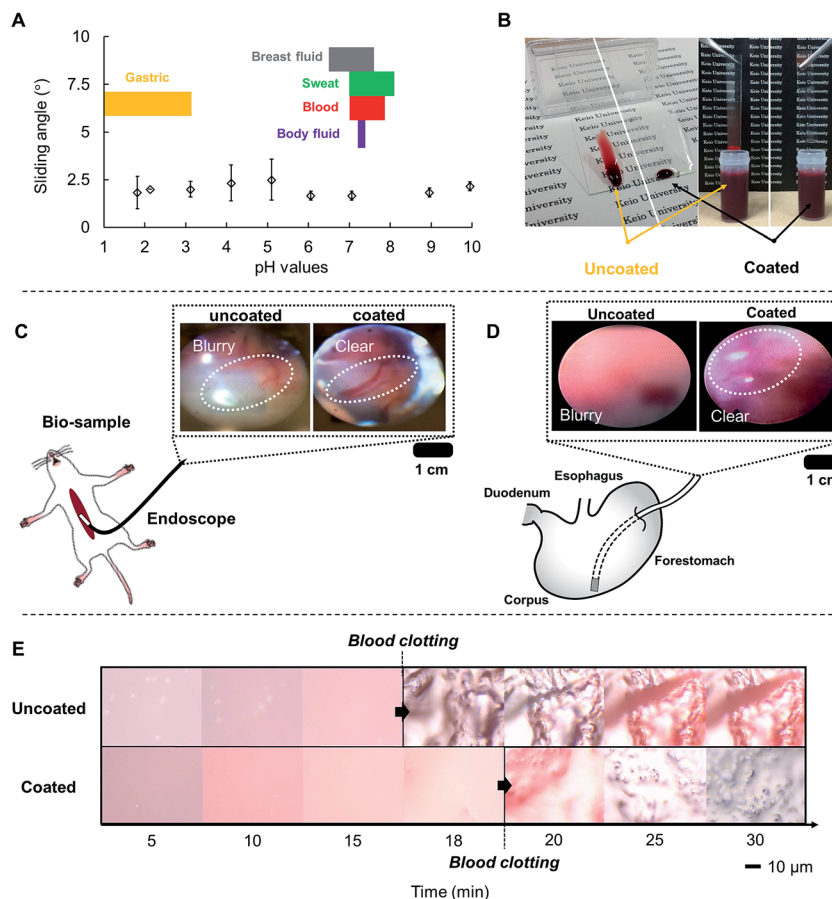 A
Sliding angle (°)
10
7.5
5
2.5
0
1
2
3
4
5
6
7
8
9
10
pH values
Gastric
Breast fluid
Sweat
Blood
Body fluid
B
Keio University
Uncoated
Coated
C
uncoated
coated
Blurry
Clear
1 cm
Bio-sample
Endoscope
D
Uncoated
Coated
Blurry
Clear
1 cm
Esophagus
Duodenum
Forestomach
Corpus
E
Blood clotting
Uncoated
Coated
5
10
15
18
20
25
30
Blood clotting
10 µm
Time (min)